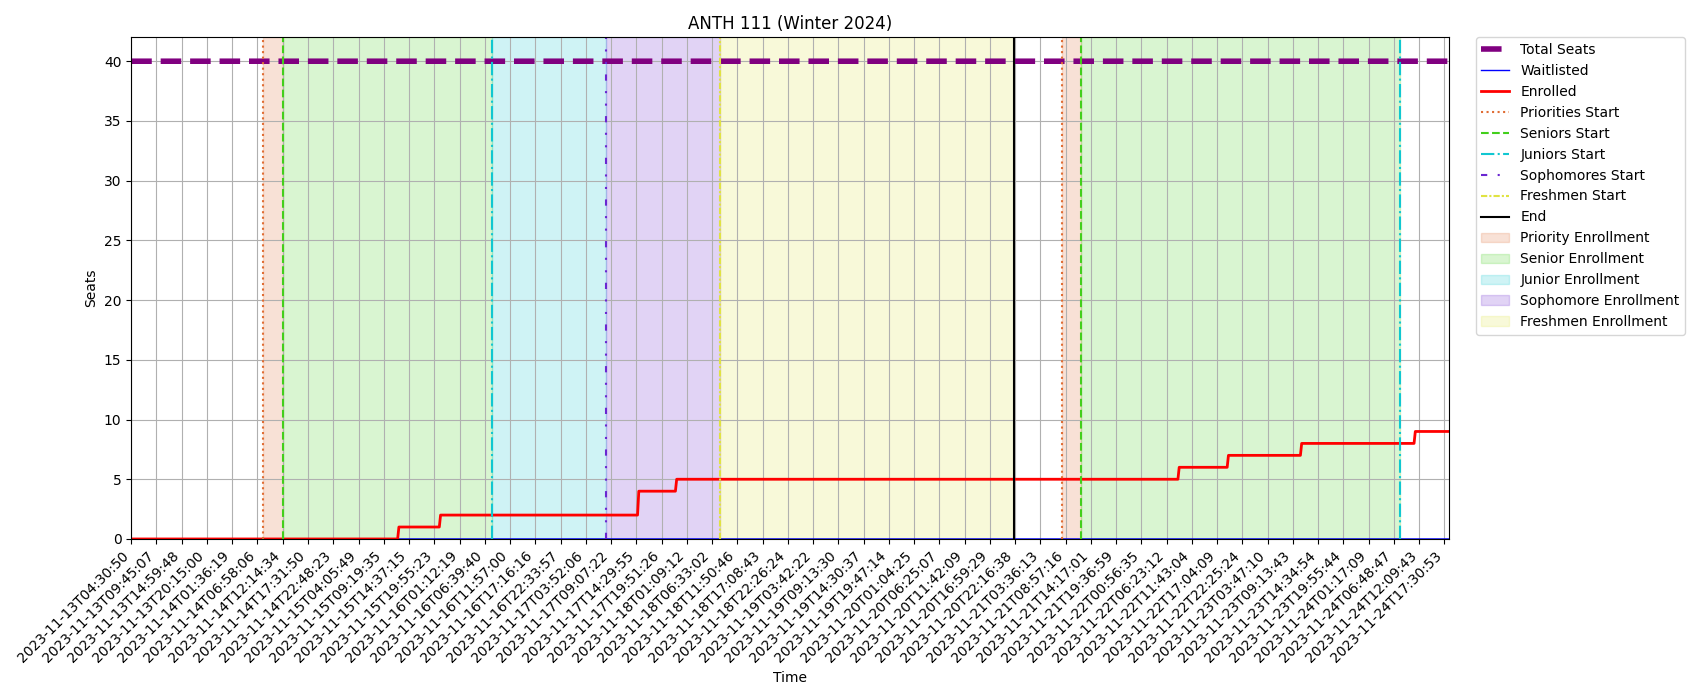 ANTH 111 (Winter 2024)
Seats
40
35
30
25
20
15
10
5
0
2023-11-13T04:30:50
2023-11-13T09:45:07
2023-11-13T14:59:48
2023-11-13T20:15:00
2023-11-14T01:36:19
2023-11-14T06:58:06
2023-11-14T12:14:34
2023-11-14T17:31:50
2023-11-14T22:48:23
2023-11-15T04:05:49
2023-11-15T09:19:35
2023-11-15T14:37:15
2023-11-15T19:55:23
2023-11-16T01:12:19
2023-11-16T06:39:40
2023-11-16T11:57:00
2023-11-16T17:16:16
2023-11-16T22:33:57
2023-11-17T03:52:06
2023-11-17T09:07:22
2023-11-17T14:29:55
2023-11-17T19:51:26
2023-11-18T01:09:12
2023-11-18T06:33:02
2023-11-18T11:50:46
2023-11-18T17:08:43
2023-11-18T22:26:24
2023-11-19T03:42:22
2023-11-19T09:13:30
2023-11-19T14:30:37
2023-11-19T19:47:14
2023-11-20T01:04:25
2023-11-20T06:25:07
2023-11-20T11:42:09
2023-11-20T16:59:29
2023-11-20T22:16:38
2023-11-21T03:36:13
2023-11-21T08:57:16
2023-11-21T14:17:01
2023-11-21T19:36:59
2023-11-22T00:56:35
2023-11-22T06:23:12
2023-11-22T11:43:04
2023-11-22T17:04:09
2023-11-22T22:25:24
2023-11-23T03:47:10
2023-11-23T09:13:43
2023-11-23T14:34:54
2023-11-23T19:55:44
2023-11-24T01:17:09
2023-11-24T06:48:47
2023-11-24T12:09:43
2023-11-24T17:30:53
Time
Total Seats
Waitlisted
Enrolled
Priorities Start
Seniors Start
Juniors Start
Sophomores Start
Freshmen Start
End
Priority Enrollment
Senior Enrollment
Junior Enrollment
Sophomore Enrollment
Freshmen Enrollment